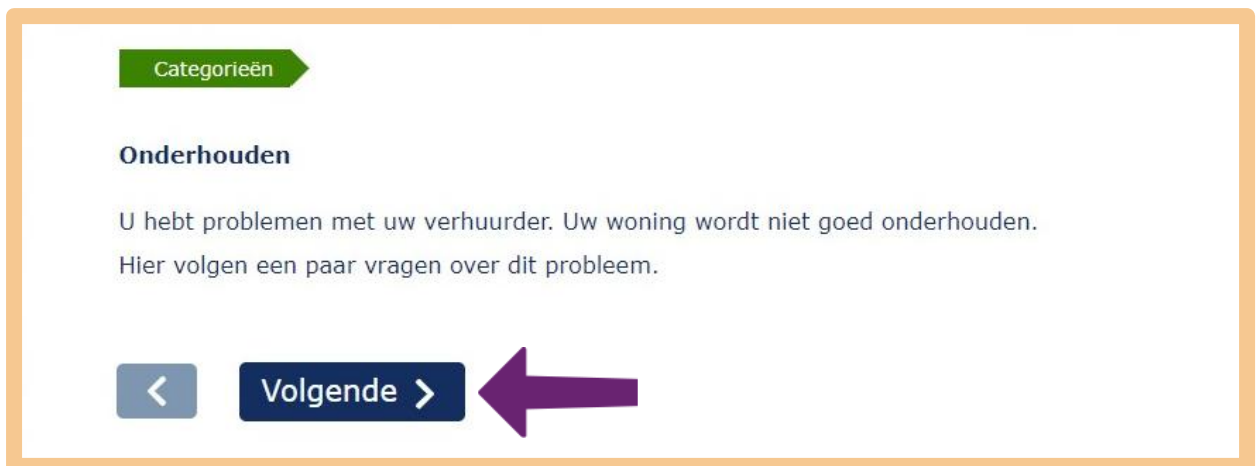 Categorieën
Onderhouden
U hebt problemen met uw verhuurder. Uw woning wordt niet goed onderhouden.
Hier volgen een paar vragen over dit probleem.
Volgende